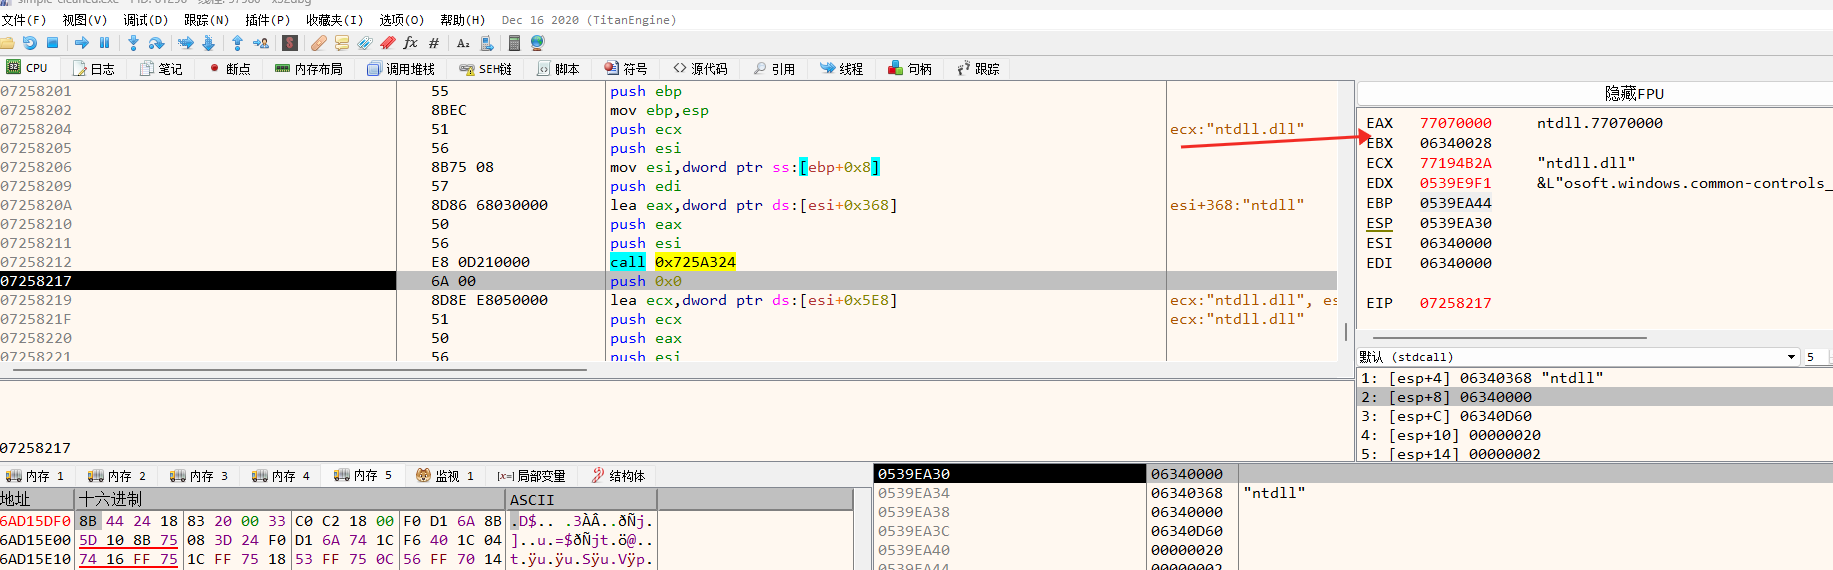 文件(F) 视图(V) 调试(D) 跟踪(N) 插件(P) 收藏夹(I) 选项(O) 帮助(H) Dec 16 2020 (TitanEngine)
CPU 日志 笔记 断点 内存布局 调用堆栈 SEH链 脚本 符号 源代码 引用 线程 句柄 跟踪
07258201 55 push ebp
07258202 8BEC mov ebp,esp
07258204 51 push ecx ecx:"ntdll.dll"
07258205 56 push esi
07258206 8B75 08 mov esi,dword ptr ss:[ebp+0x8]
07258209 57 push edi
0725820A 8D86 68030000 lea eax,dword ptr ds:[esi+0x368] esi+368:"ntdll"
07258210 50 push eax
07258211 56 push esi
07258212 E8 0D210000 call 0x725A324
07258217 6A 00 push 0x0
07258219 8D8E E8050000 lea ecx,dword ptr ds:[esi+0x5E8] ecx:"ntdll.dll", es
0725821F 51 push ecx ecx:"ntdll.dll"
07258220 50 push eax
07258221 56 push esi
07258217
隐藏FPU
EAX 77070000 ntdll.77070000
EBX 06340028
ECX 77194B2A "ntdll.dll"
EDX 0539E9F1 &L"osoft.windows.common-controls_
EBP 0539EA44
ESP 0539EA30
ESI 06340000
EDI 06340000
EIP 07258217
默认 (stdcall) 5
1: [esp+4] 06340368 "ntdll"
2: [esp+8] 06340000
3: [esp+C] 06340D60
4: [esp+10] 00000020
5: [esp+14] 00000002
内存 1 内存 2 内存 3 内存 4 内存 5 监视 1 [x=] 局部变量 结构体
地址 十六进制 ASCII
6AD15DF0 8B 44 24 18 83 20 00 33 C0 C2 18 00 F0 D1 6A 8B .D$.. .3ÀÂ..ðÑj.
6AD15E00 5D 10 8B 75 08 3D 24 F0 D1 6A 74 1C F6 40 1C 04 ]..u.=$ðÑjt.ö@..
6AD15E10 74 16 FF 75 1C FF 75 18 53 FF 75 0C 56 FF 70 14 t.ÿu.ÿu.Sÿu.Vÿp.
0539EA30 06340000
0539EA34 06340368 "ntdll"
0539EA38 06340000
0539EA3C 06340D60
0539EA40 00000020
0539EA44 00000002